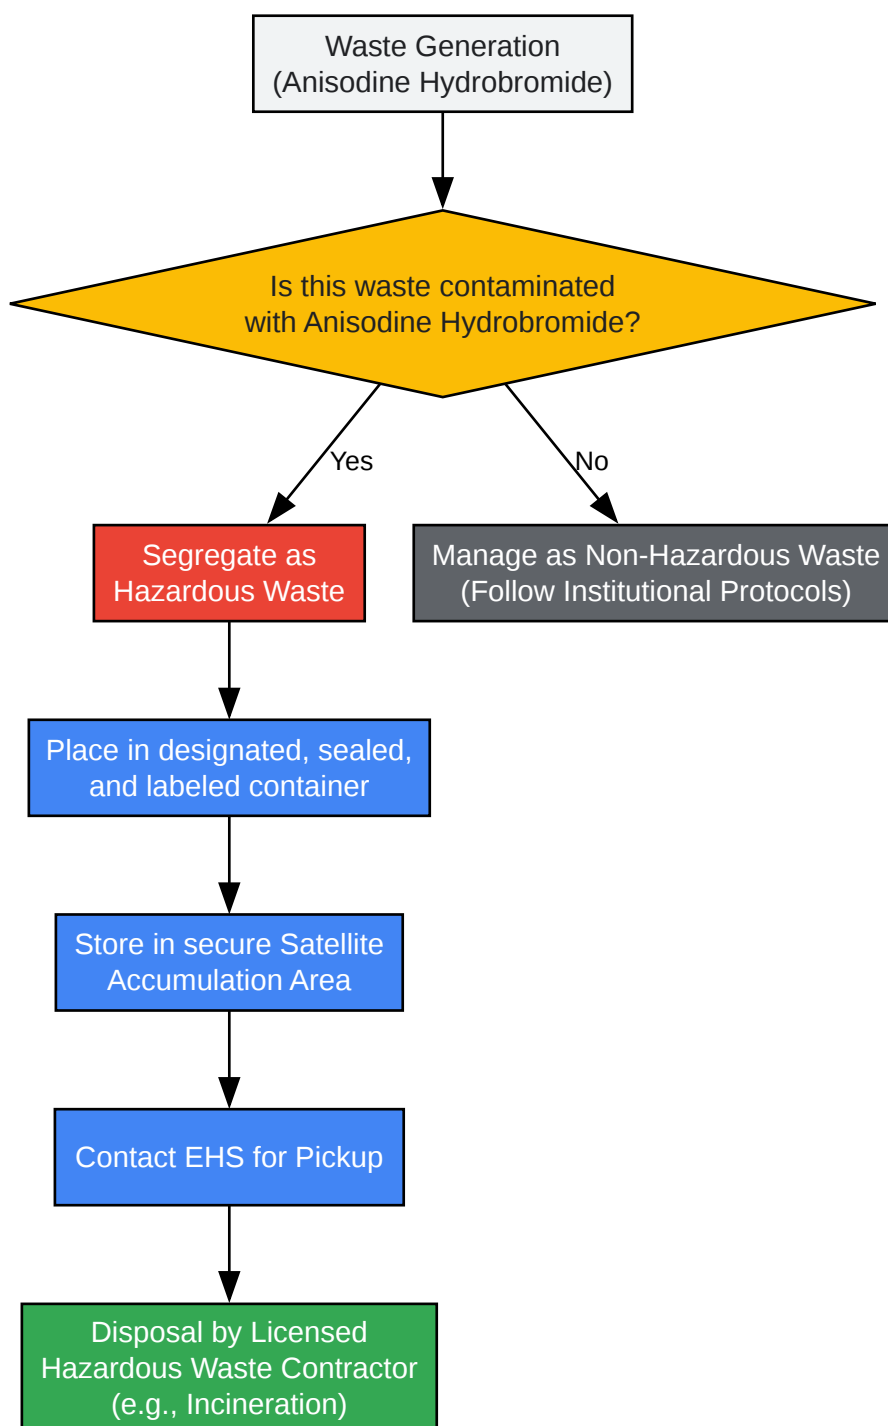 Waste Generation
(Anisodine Hydrobromide)
Is this waste contaminated
with Anisodine Hydrobromide?
Yes
No
Segregate as
Hazardous Waste
Manage as Non-Hazardous Waste
(Follow Institutional Protocols)
Place in designated, sealed,
and labeled container
Store in secure Satellite
Accumulation Area
Contact EHS for Pickup
Disposal by Licensed
Hazardous Waste Contractor
(e.g., Incineration)